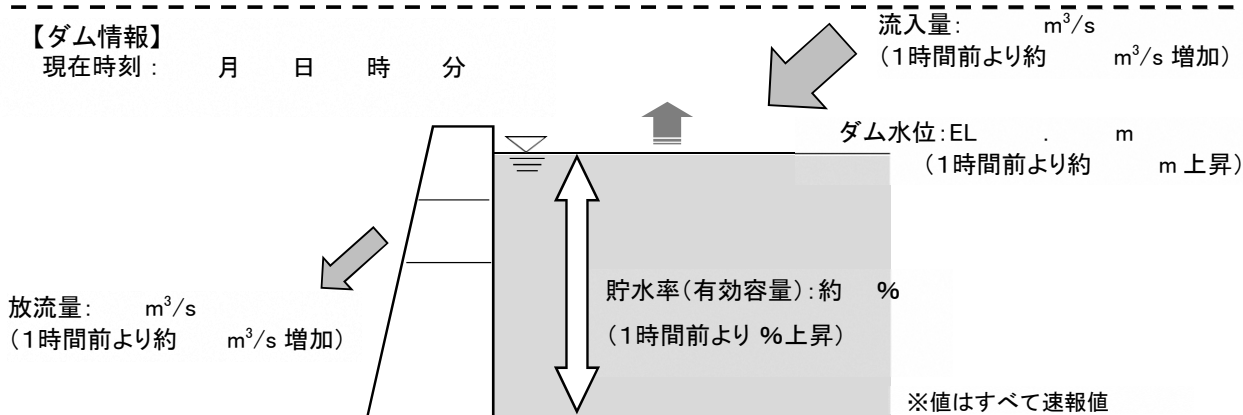 【ダム情報】
現在時刻： 月 日 時 分
流入量： m³/s
（1時間前より約 m³/s 増加）
ダム水位：EL . m
（1時間前より約 m 上昇）
放流量： m³/s
（1時間前より約 m³/s 増加）
貯水率（有効容量）：約 %
（1時間前より %上昇）
※値はすべて速報値